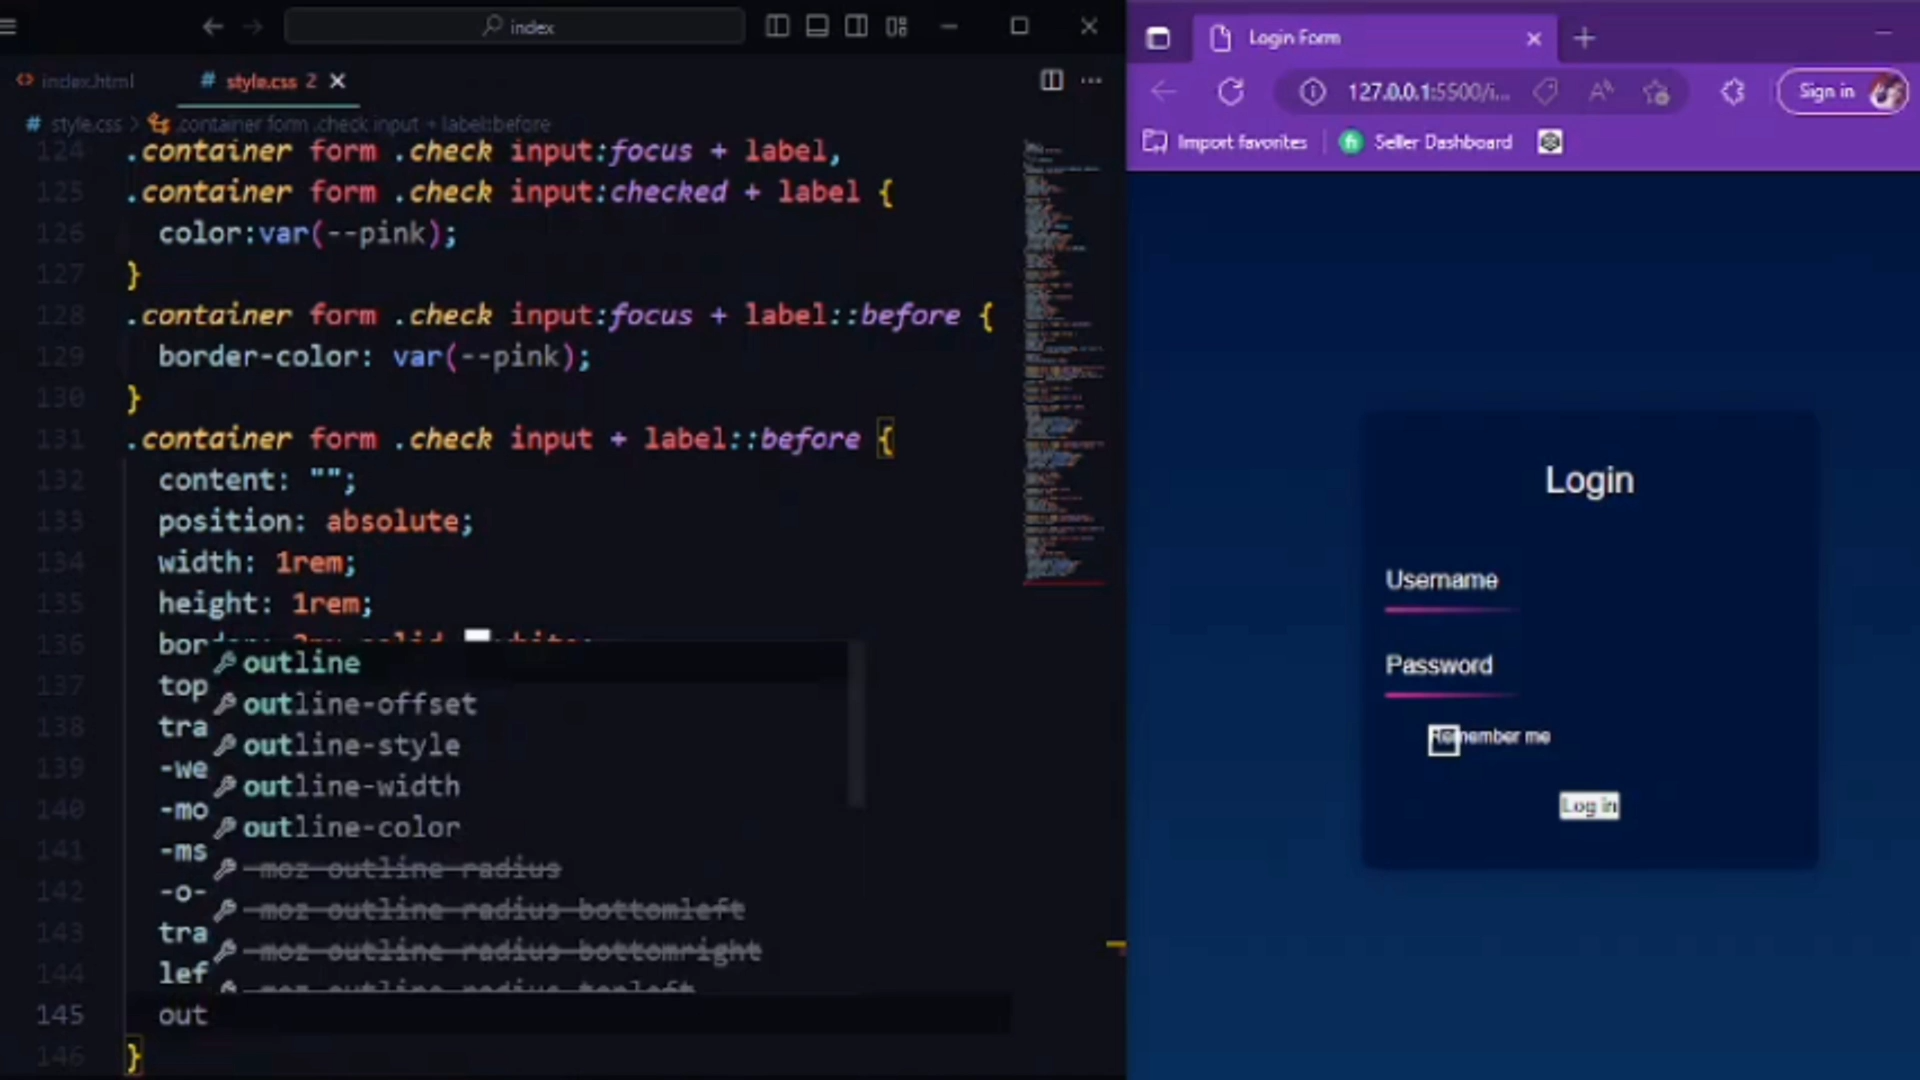 index
index.html
style.css 2
style.css > .container form .check input + label::before
124 .container form .check input:focus + label,
125 .container form .check input:checked + label {
126 color:var(--pink);
127 }
128 .container form .check input:focus + label::before {
129 border-color: var(--pink);
130 }
131 .container form .check input + label::before {
132 content: "";
133 position: absolute;
134 width: 1rem;
135 height: 1rem;
136 bor
outline
137 top
outline-offset
138 tra
outline-style
139 -we
outline-width
140 -mo
outline-color
141 -ms
-moz-outline-radius
142 -o-
-moz-outline-radius-bottomleft
143 tra
-moz-outline-radius-bottomright
144 lef
-moz-outline-radius-topleft
145 out
146 }
Login Form
127.0.0.1:5500/i...
Sign in
Import favorites
Seller Dashboard
Login
Username
Password
Remember me
Log in